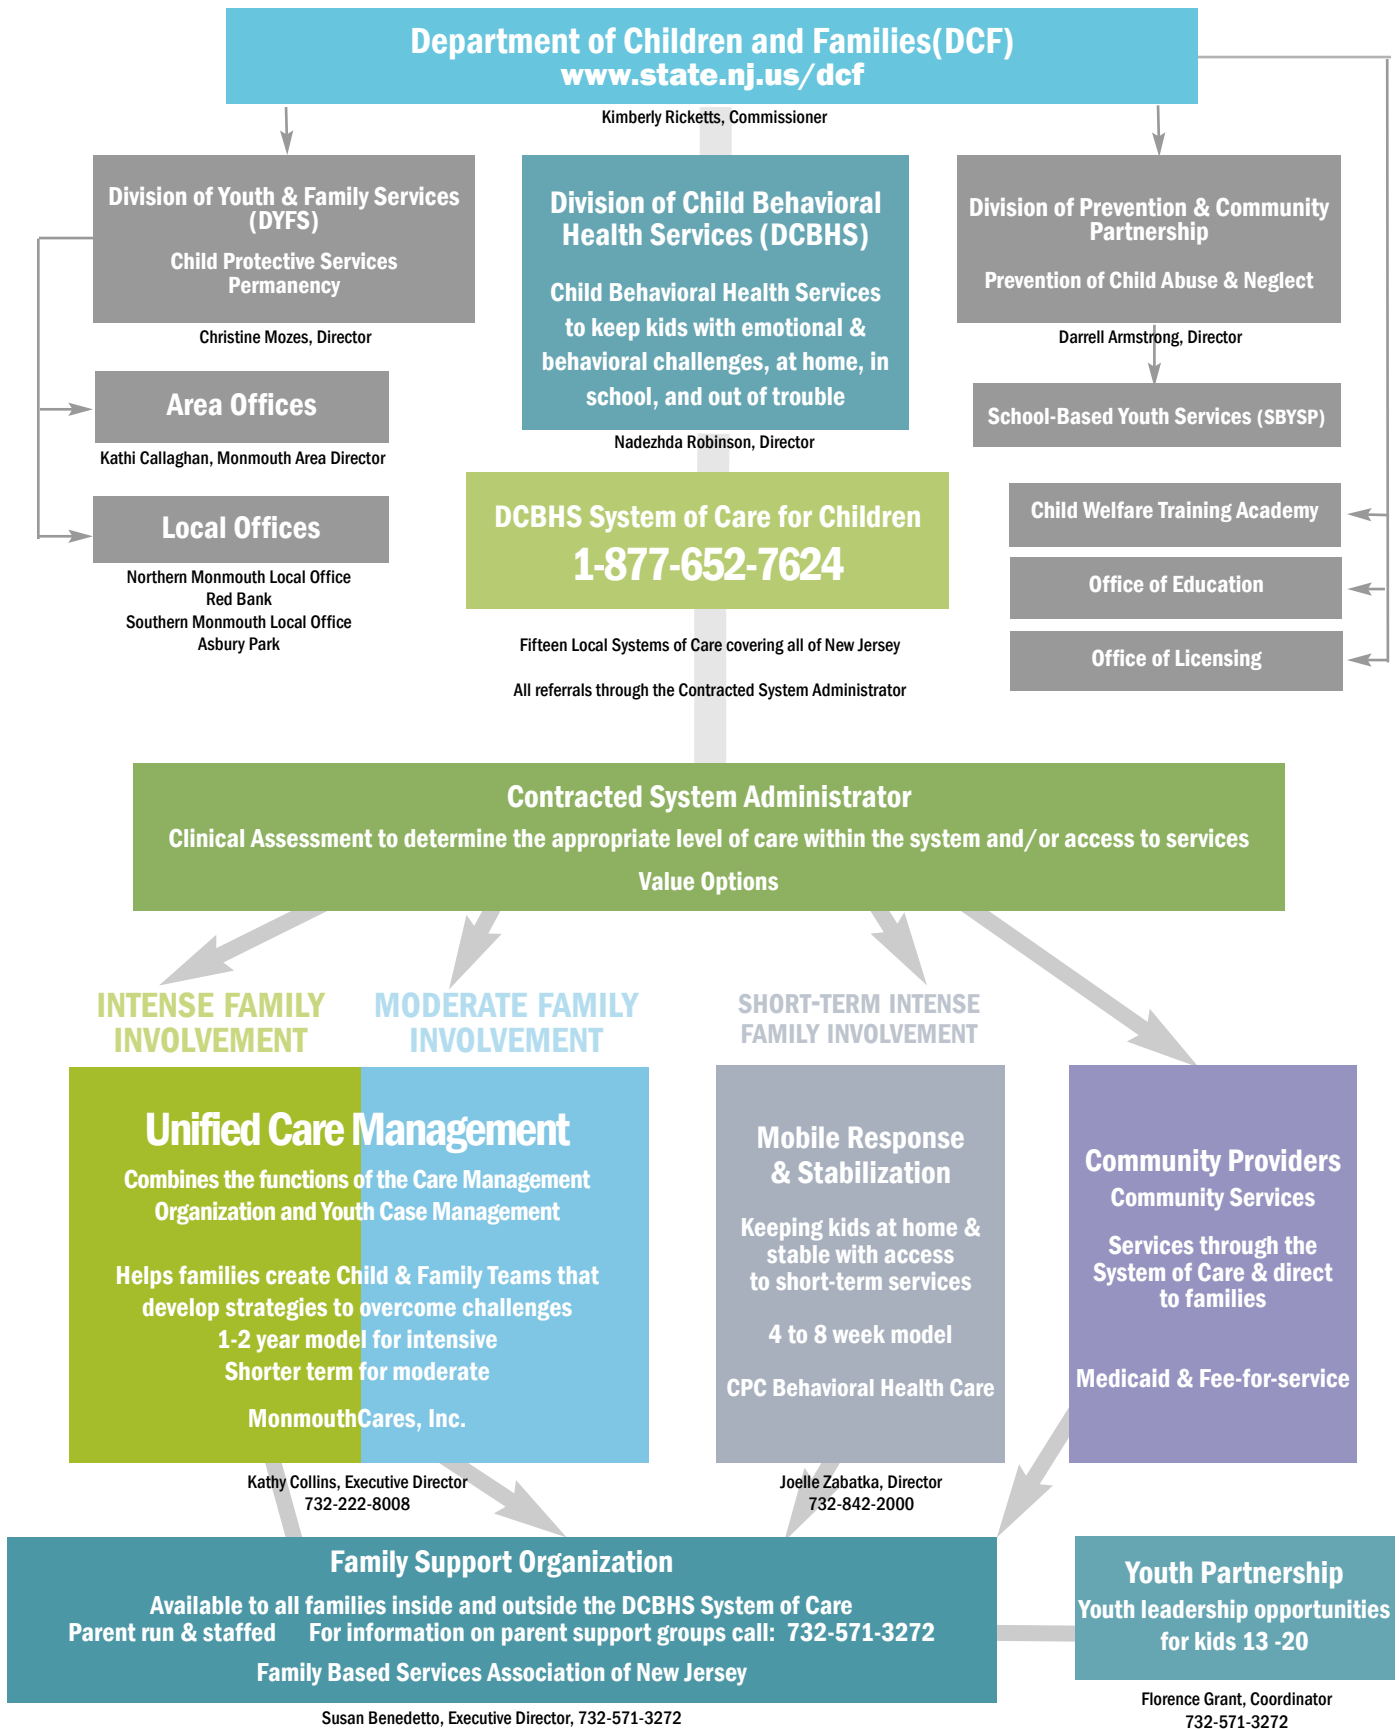 Department of Children and Families(DCF)
www.state.nj.us/dcf
Kimberly Ricketts, Commissioner
Division of Youth & Family Services
(DYFS)
Child Protective Services
Permanency
Christine Mozes, Director
Area Offices
Kathi Callaghan, Monmouth Area Director
Local Offices
Northern Monmouth Local Office
Red Bank
Southern Monmouth Local Office
Asbury Park
Division of Child Behavioral
Health Services (DCBHS)
Child Behavioral Health Services
to keep kids with emotional &
behavioral challenges, at home, in
school, and out of trouble
Nadezhda Robinson, Director
DCBHS System of Care for Children
1-877-652-7624
Fifteen Local Systems of Care covering all of New Jersey
All referrals through the Contracted System Administrator
Division of Prevention & Community
Partnership
Prevention of Child Abuse & Neglect
Darrell Armstrong, Director
School-Based Youth Services (SBYSP)
Child Welfare Training Academy
Office of Education
Office of Licensing
Contracted System Administrator
Clinical Assessment to determine the appropriate level of care within the system and/or access to services
Value Options
INTENSE FAMILY
INVOLVEMENT
MODERATE FAMILY
INVOLVEMENT
SHORT-TERM INTENSE
FAMILY INVOLVEMENT
Unified Care Management
Combines the functions of the Care Management
Organization and Youth Case Management
Helps families create Child & Family Teams that
develop strategies to overcome challenges
1-2 year model for intensive
Shorter term for moderate
MonmouthCares, Inc.
Kathy Collins, Executive Director
732-222-8008
Mobile Response
& Stabilization
Keeping kids at home &
stable with access
to short-term services
4 to 8 week model
CPC Behavioral Health Care
Joelle Zabatka, Director
732-842-2000
Community Providers
Community Services
Services through the
System of Care & direct
to families
Medicaid & Fee-for-service
Family Support Organization
Available to all families inside and outside the DCBHS System of Care
Parent run & staffed For information on parent support groups call: 732-571-3272
Family Based Services Association of New Jersey
Susan Benedetto, Executive Director, 732-571-3272
Youth Partnership
Youth leadership opportunities
for kids 13 -20
Florence Grant, Coordinator
732-571-3272